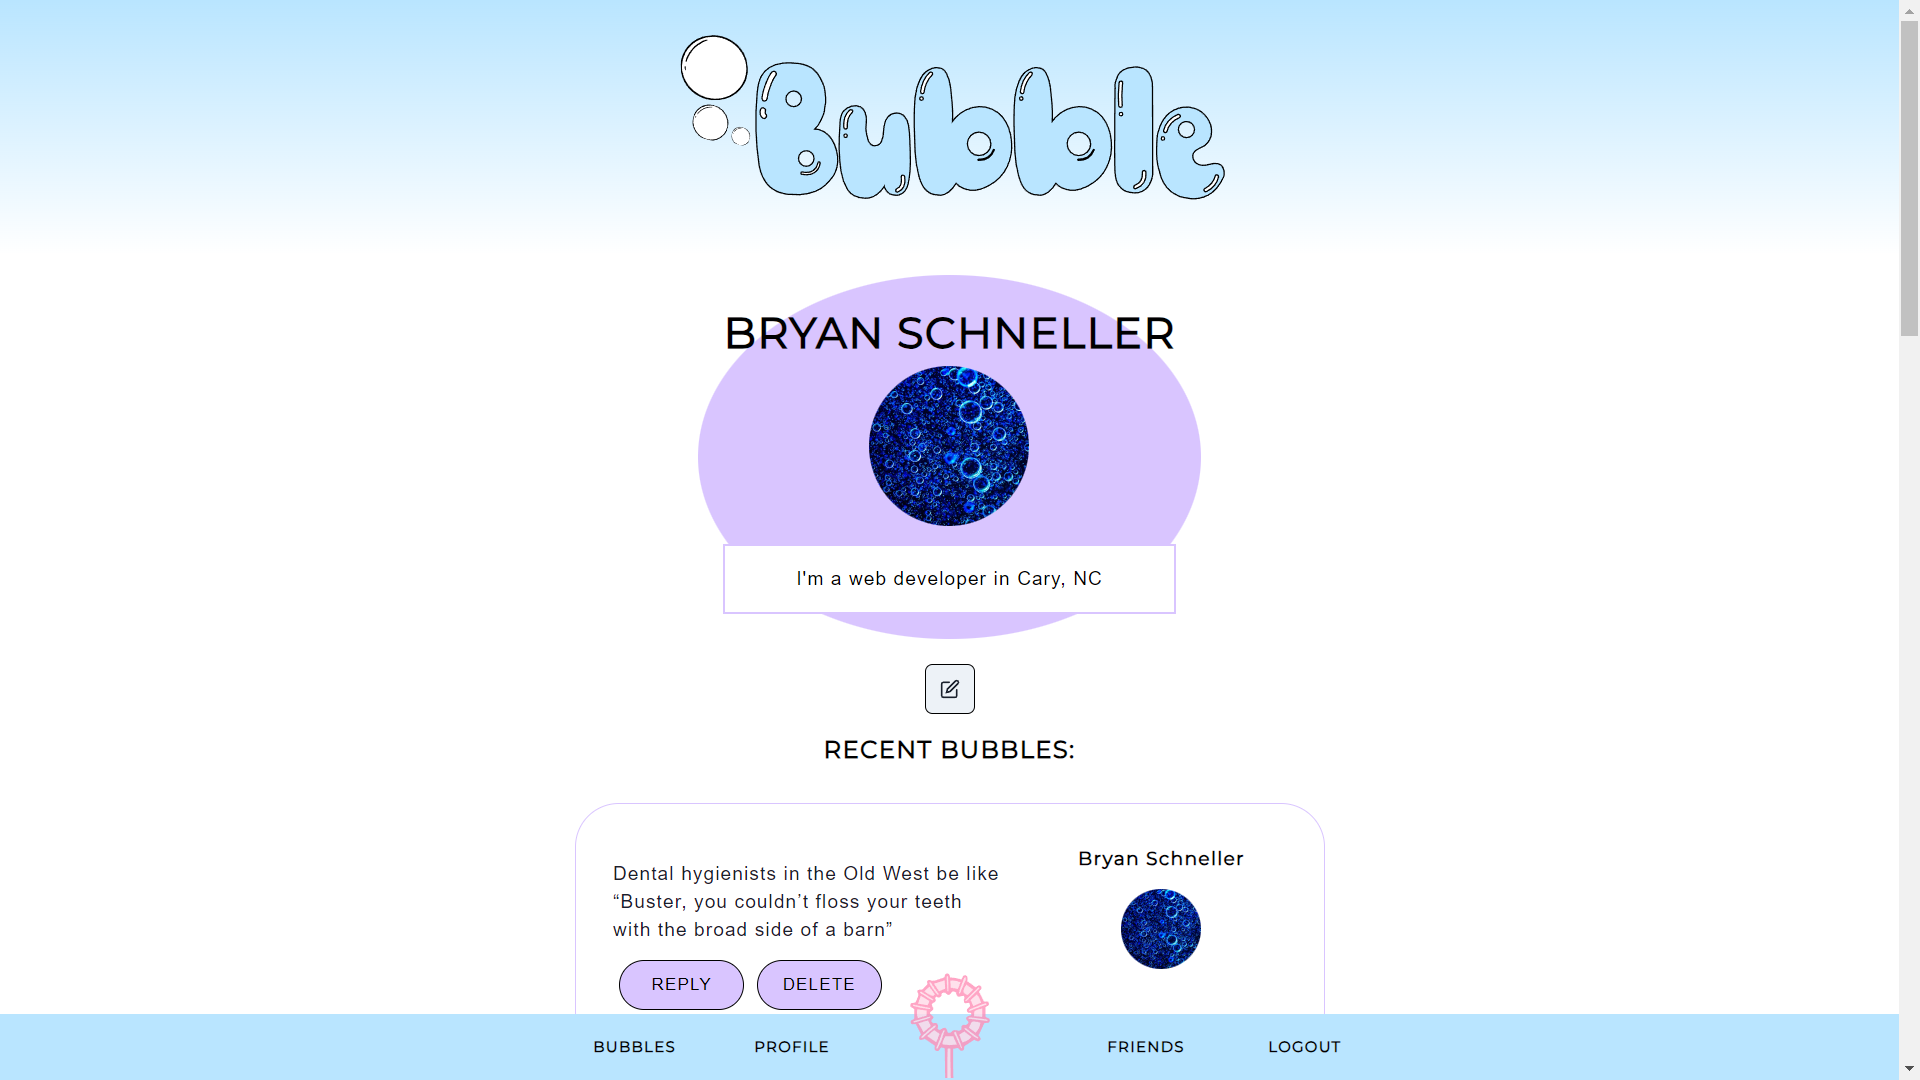 Bubble
BRYAN SCHNELLER
I'm a web developer in Cary, NC
RECENT BUBBLES:
Dental hygienists in the Old West be like
“Buster, you couldn’t floss your teeth
with the broad side of a barn”
Bryan Schneller
REPLY DELETE
BUBBLES PROFILE FRIENDS LOGOUT